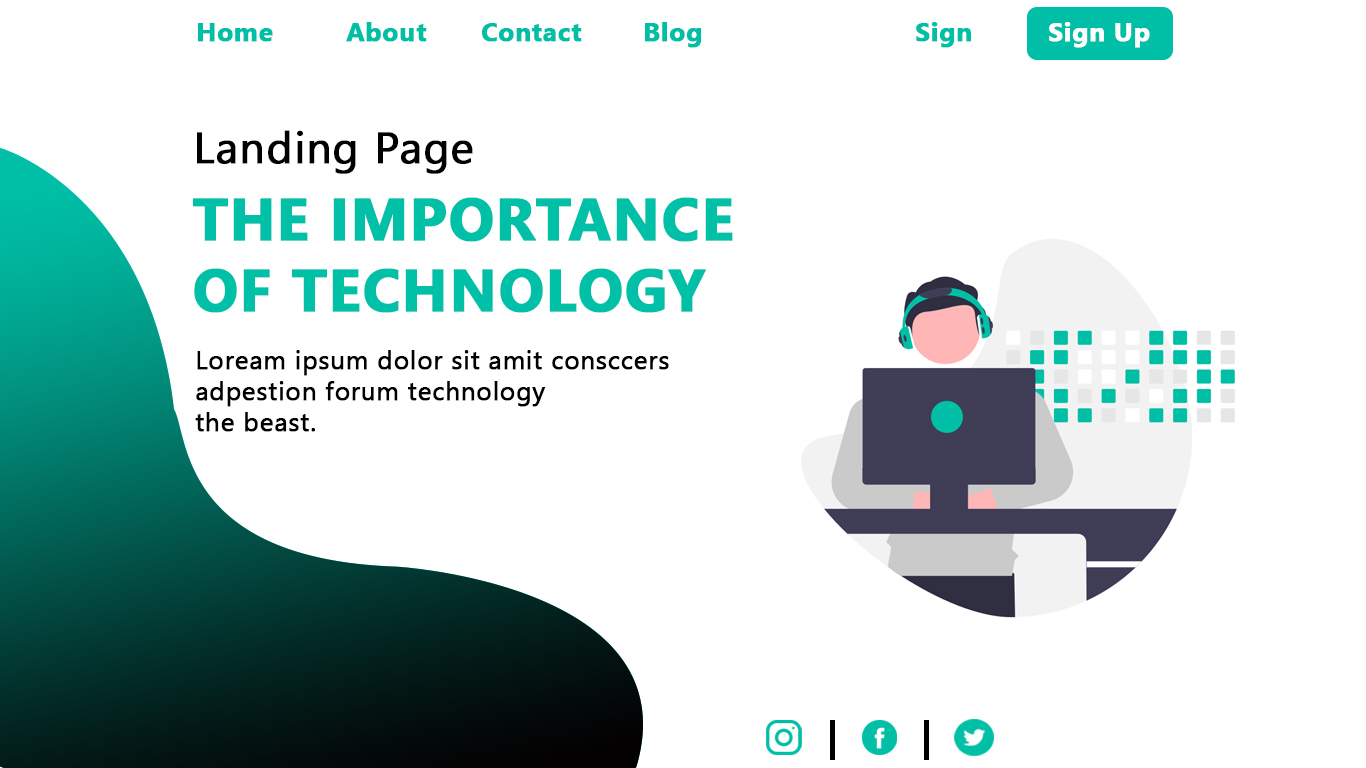 Home About Contact Blog Sign Sign Up
Landing Page
THE IMPORTANCE
OF TECHNOLOGY
Loream ipsum dolor sit amit consccers
adpestion forum technology
the beast.